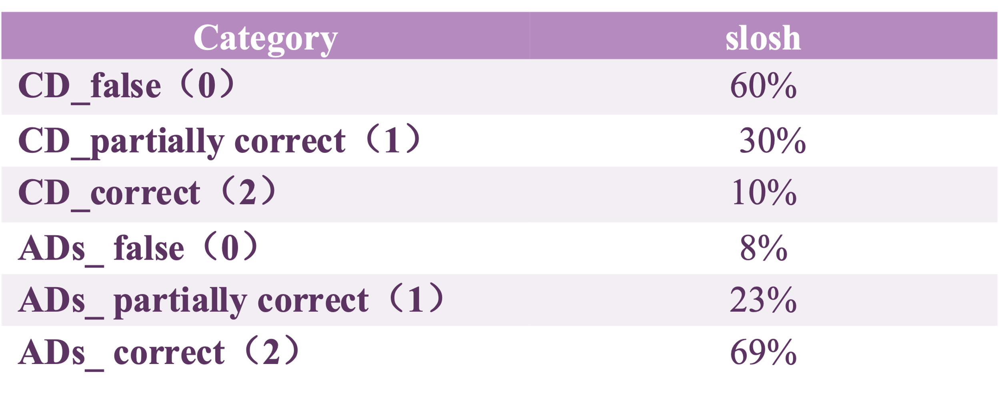 Category slosh
CD_false（0） 60%
CD_partially correct（1） 30%
CD_correct（2） 10%
ADs_ false（0） 8%
ADs_ partially correct（1） 23%
ADs_ correct（2） 69%